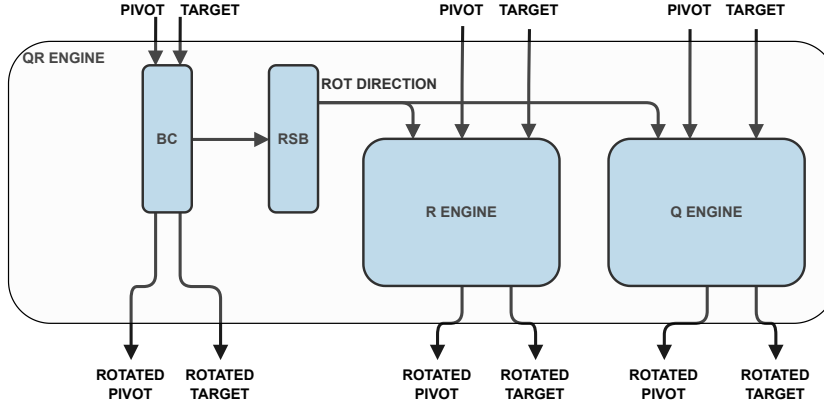 PIVOT TARGET PIVOT TARGET PIVOT TARGET
QR ENGINE
ROT DIRECTION
BC RSB
R ENGINE Q ENGINE
ROTATED ROTATED ROTATED ROTATED ROTATED ROTATED
PIVOT TARGET PIVOT TARGET PIVOT TARGET